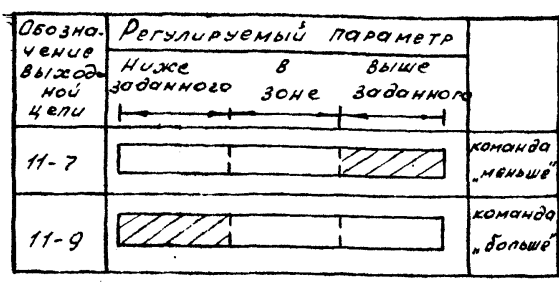 Обозна-
чение
выход-
ной
цепи
Регулируемый параметр
Ниже
заданного
в
зоне
выше
заданного
11-7
команда
„меньше"
11-9
команда
„больше"